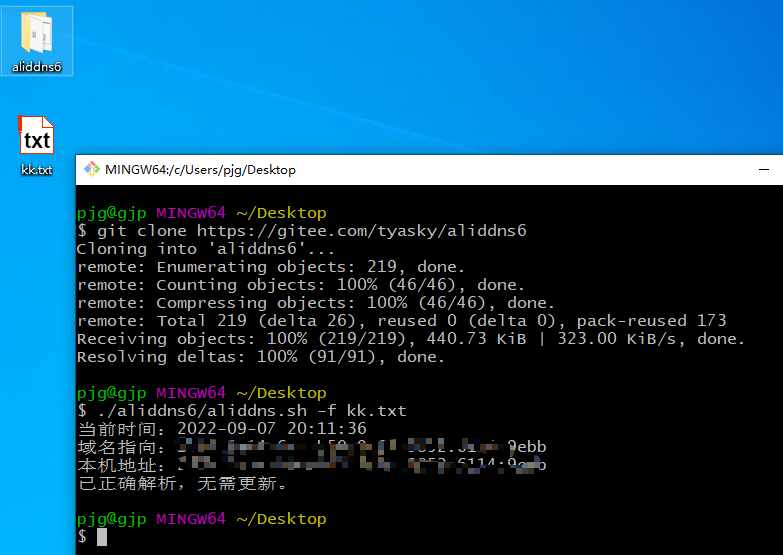 aliddns6
txt
kk.txt
MINGW64:/c/Users/pjg/Desktop
pjg@gjp MINGW64 ~/Desktop
$ git clone https://gitee.com/tyasky/aliddns6
Cloning into 'aliddns6'...
remote: Enumerating objects: 219, done.
remote: Counting objects: 100% (46/46), done.
remote: Compressing objects: 100% (46/46), done.
remote: Total 219 (delta 26), reused 0 (delta 0), pack-reused 173
Receiving objects: 100% (219/219), 440.73 KiB | 323.00 KiB/s, done.
Resolving deltas: 100% (91/91), done.
pjg@gjp MINGW64 ~/Desktop
$ ./aliddns6/aliddns.sh -f kk.txt
当前时间：2022-09-07 20:11:36
域名指向：
本机地址：
已正确解析，无需更新。
pjg@gjp MINGW64 ~/Desktop
$